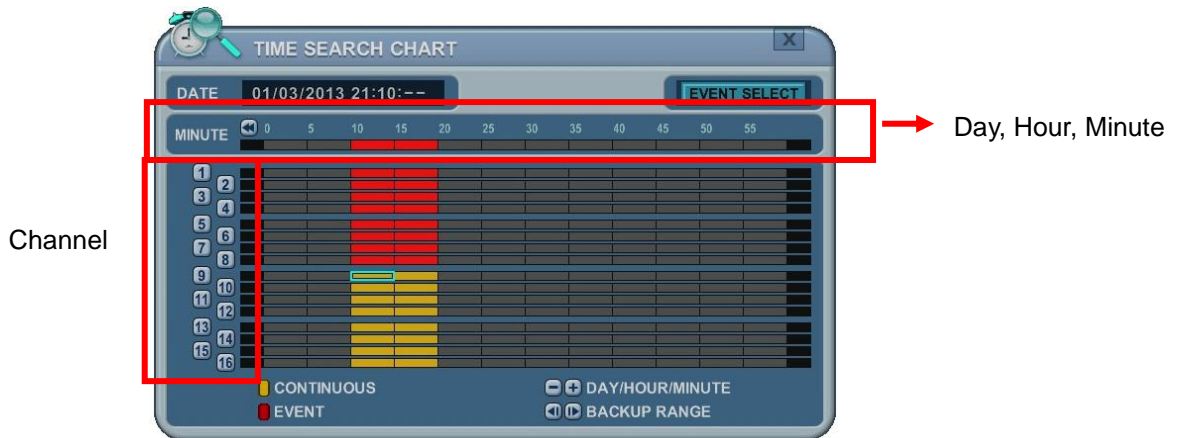 TIME SEARCH CHART X
DATE 01/03/2013 21:10:-- EVENT SELECT
MINUTE 0 5 10 15 20 25 30 35 40 45 50 55
Day, Hour, Minute
Channel
1
2
3
4
5
6
7
8
9
10
11
12
13
14
15
16
CONTINUOUS - + DAY/HOUR/MINUTE
EVENT BACKUP RANGE